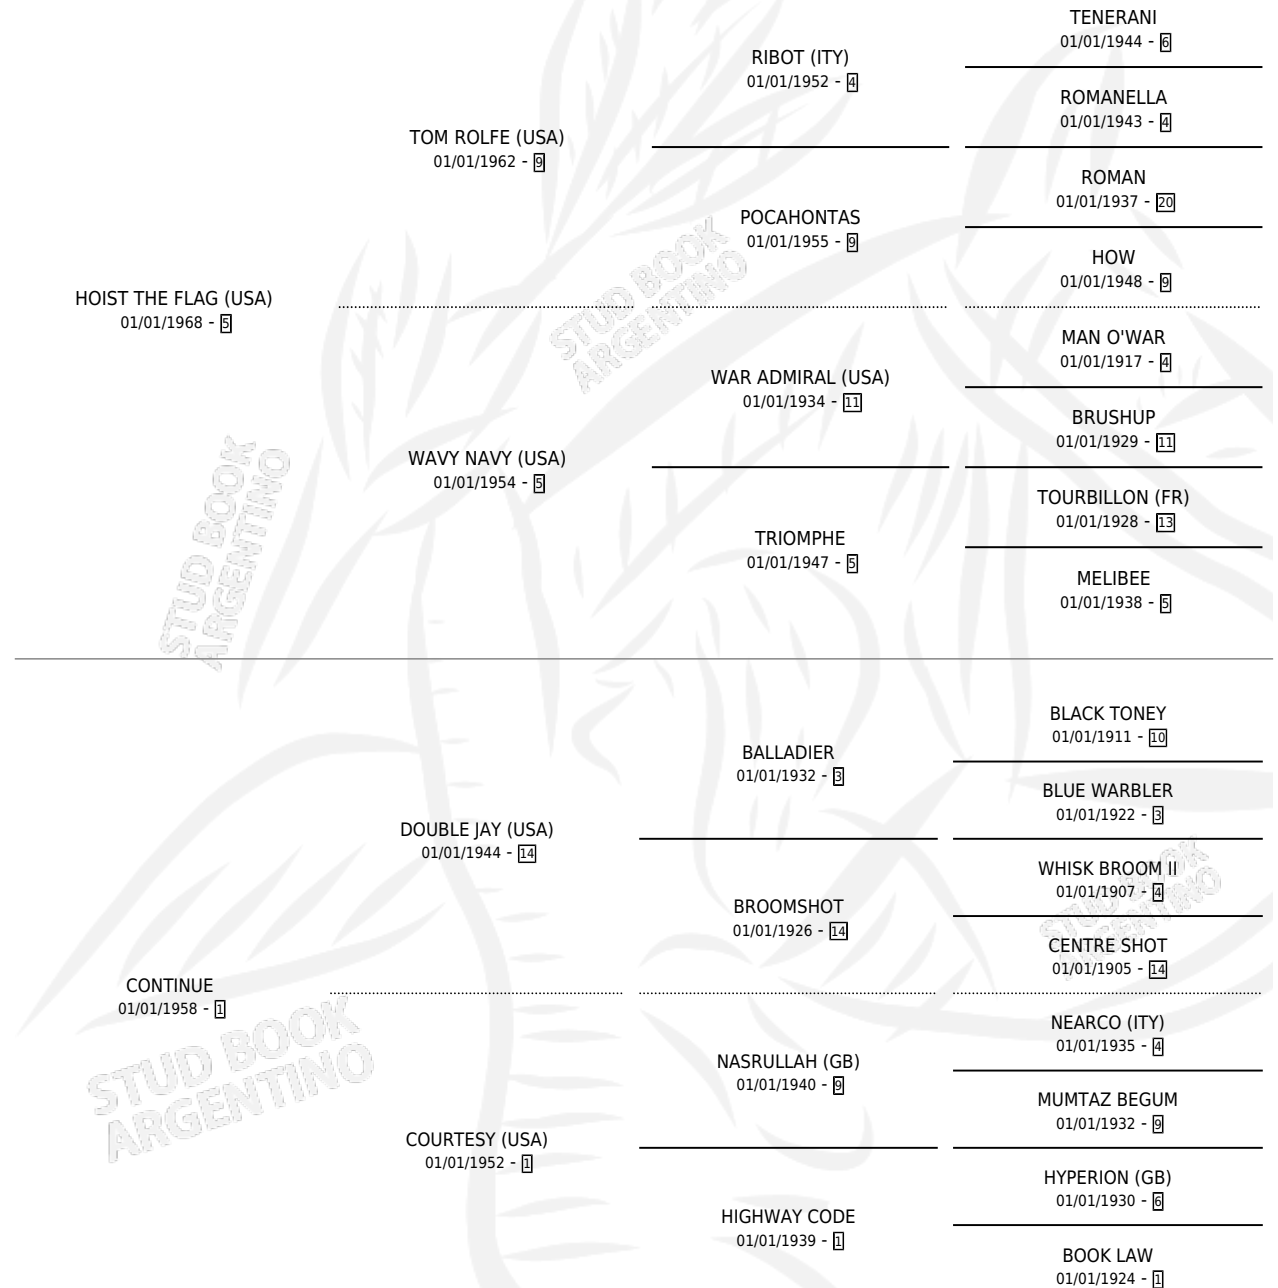 TENERANI
01/01/1944 - 6
RIBOT (ITY)
01/01/1952 - 4
ROMANELLA
01/01/1943 - 4
TOM ROLFE (USA)
01/01/1962 - 9
ROMAN
01/01/1937 - 20
POCAHONTAS
01/01/1955 - 9
HOW
01/01/1948 - 9
HOIST THE FLAG (USA)
01/01/1968 - 5
STUD BOOK
ARGENTINO
MAN O'WAR
01/01/1917 - 4
WAR ADMIRAL (USA)
01/01/1934 - 11
BRUSHUP
01/01/1929 - 11
WAVY NAVY (USA)
01/01/1954 - 5
TOURBILLON (FR)
01/01/1928 - 13
TRIOMPHE
01/01/1947 - 5
MELIBEE
01/01/1938 - 5
STUD BOOK
ARGENTINO
BLACK TONEY
01/01/1911 - 10
BALLADIER
01/01/1932 - 3
BLUE WARBLER
01/01/1922 - 3
DOUBLE JAY (USA)
01/01/1944 - 14
WHISK BROOM II
01/01/1907 - 4
STUD BOOK
ARGENTINO
BROOMSHOT
01/01/1926 - 14
CENTRE SHOT
01/01/1905 - 14
CONTINUE
01/01/1958 - 1
STUD BOOK
ARGENTINO
NEARCO (ITY)
01/01/1935 - 4
NASRULLAH (GB)
01/01/1940 - 9
MUMTAZ BEGUM
01/01/1932 - 9
COURTESY (USA)
01/01/1952 - 1
HYPERION (GB)
01/01/1930 - 6
HIGHWAY CODE
01/01/1939 - 1
BOOK LAW
01/01/1924 - 1